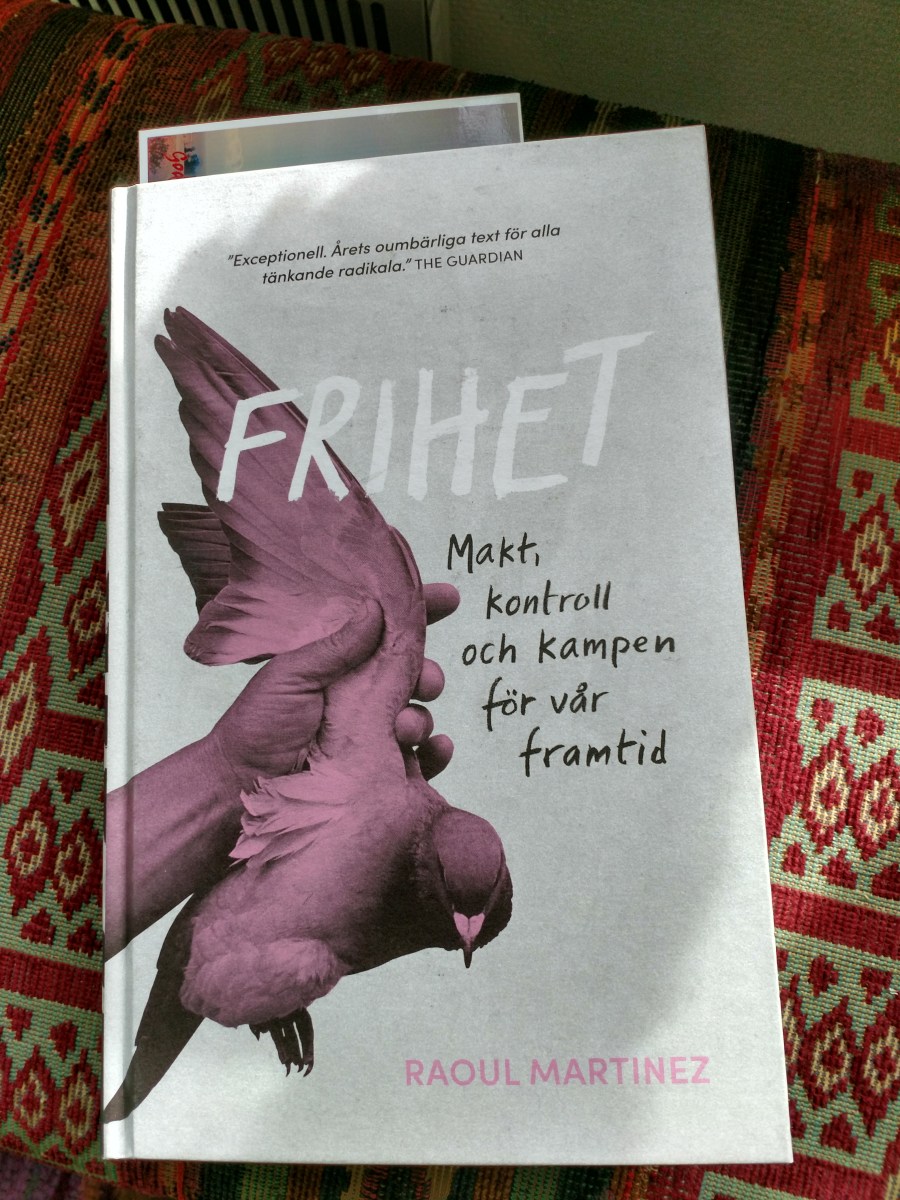 "Exceptionell. Årets oumbärliga text för alla
tänkande radikala." THE GUARDIAN
FRIHET
Makt,
kontroll
och kampen
för vår
framtid
RAOUL MARTINEZ